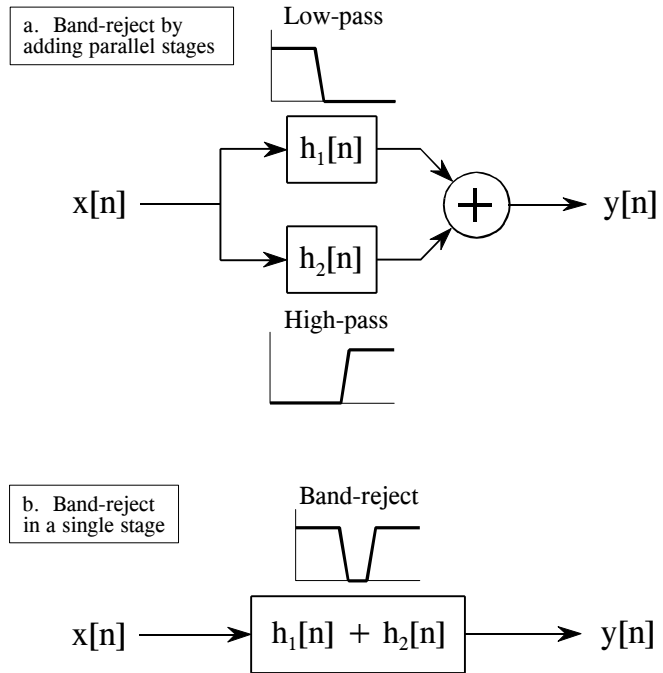 a. Band-reject by
adding parallel stages
Low-pass
h₁[n]
x[n]
y[n]
h₂[n]
High-pass
b. Band-reject
in a single stage
Band-reject
x[n]
h₁[n] + h₂[n]
y[n]